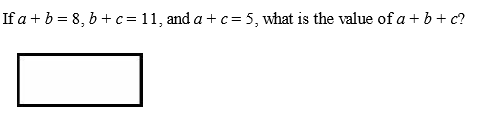 If a + b = 8, b + c = 11, and a + c = 5, what is the value of a + b + c?